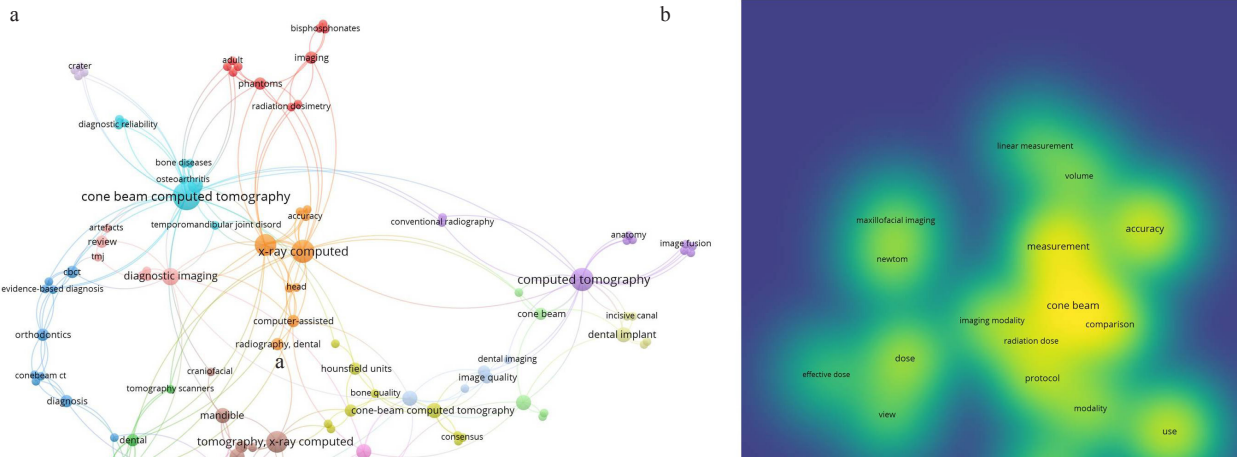 a
b
bisphosphonates
imaging
adult
crater
phantoms
radiation dosimetry
diagnostic reliability
bone diseases
osteoarthritis
cone beam computed tomography
accuracy
temporomandibular joint disord
conventional radiography
artefacts
review
tmj
x-ray computed
anatomy
image fusion
cbct
diagnostic imaging
computed tomography
evidence-based diagnosis
head
cone beam
incisive canal
computer-assisted
orthodontics
dental implant
radiography, dental
a
dental imaging
craniofacial
hounsfield units
conebeam ct
image quality
tomography scanners
bone quality
diagnosis
mandible
cone-beam computed tomography
dental
tomography, x-ray computed
consensus
linear measurement
volume
maxillofacial imaging
accuracy
measurement
newtom
cone beam
imaging modality
comparison
radiation dose
dose
effective dose
protocol
view
modality
use